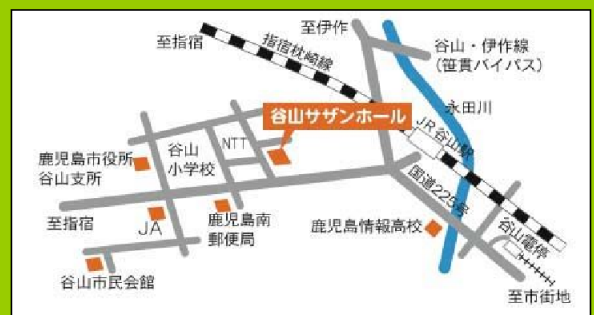 至伊作
至指宿
指宿枕崎線
谷山・伊作線
(笹貫バイパス)
永田川
谷山サザンホール
JR谷山駅
NTT
谷山
小学校
鹿児島市役所
谷山支所
国道225号
至指宿
JA
鹿児島南
郵便局
鹿児島情報高校
谷山電停
谷山市民会館
至市街地